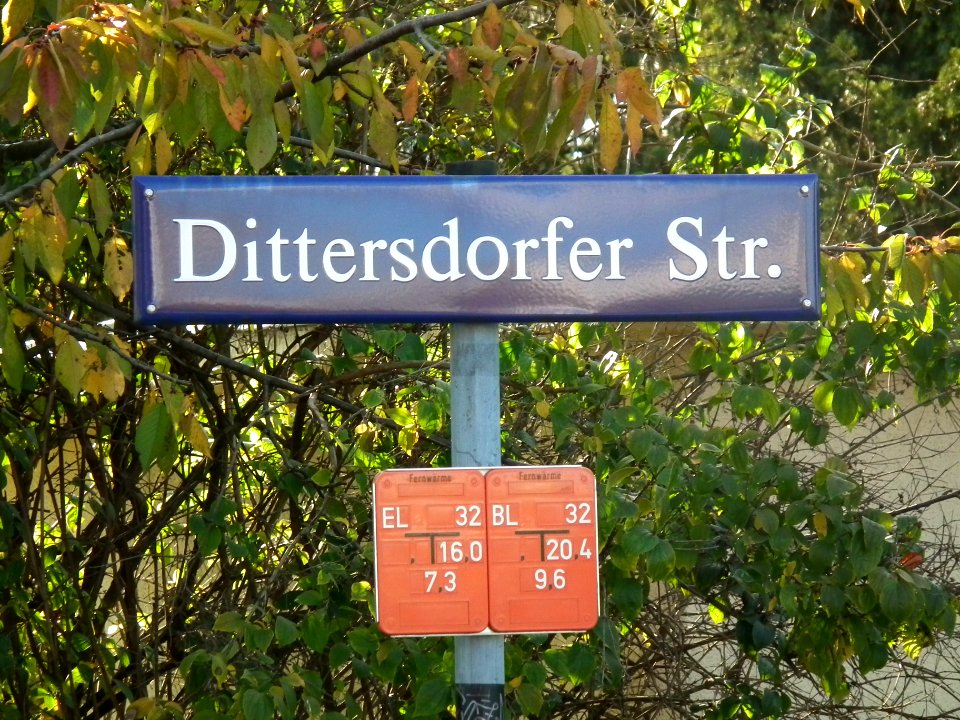 Dittersdorfer Str.
Fernwärme
EL 32
16,0
7,3
Fernwärme
BL 32
20,4
9,6